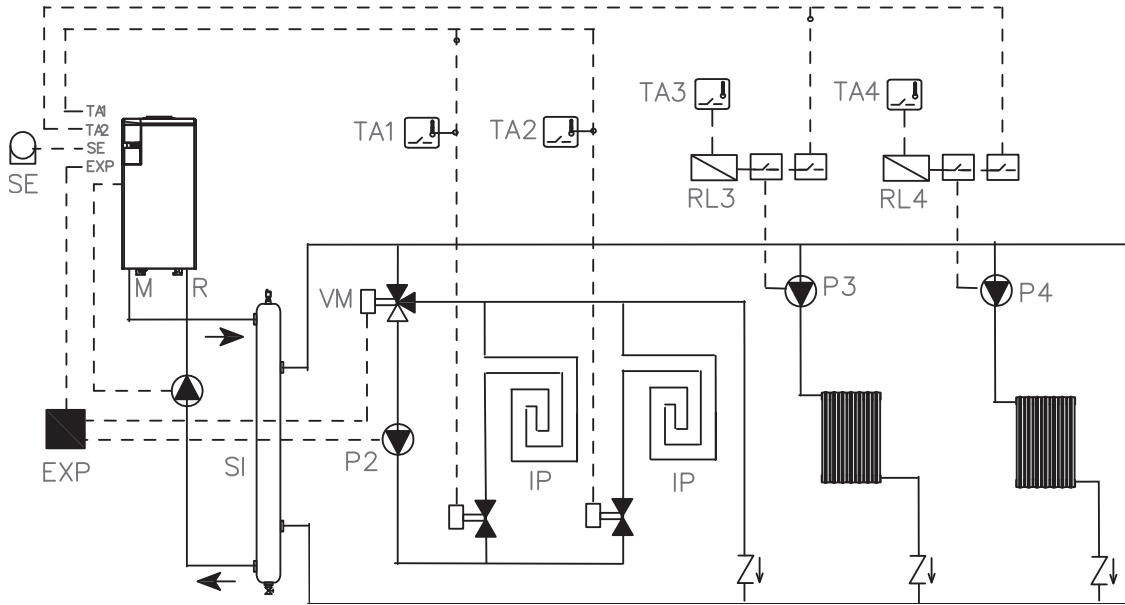 TA3
TA4
TA1
TA2
SE
EXP
TA1
TA2
SE
RL3
RL4
M
R
VM
P3
P4
EXP
SI
P2
IP
IP